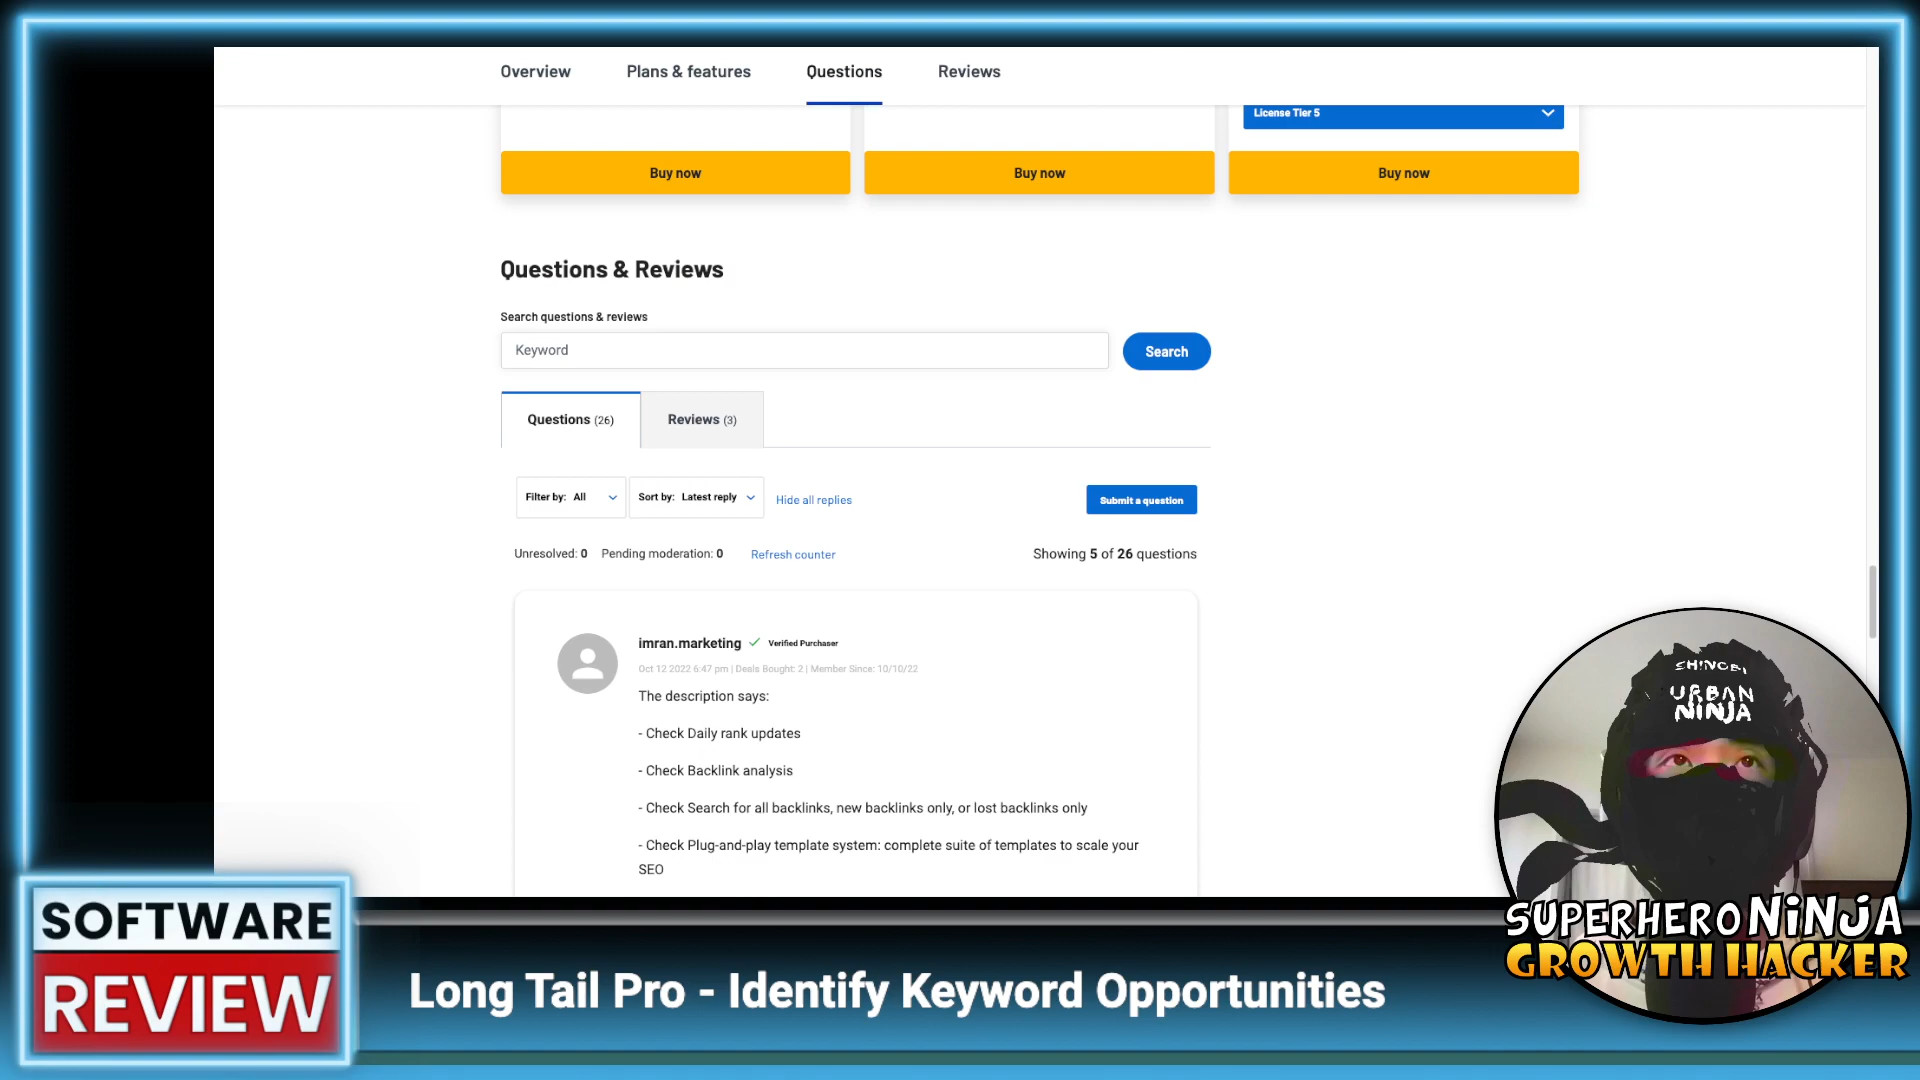 Overview Plans & features Questions Reviews
License Tier 5
Buy now Buy now Buy now
Questions & Reviews
Search questions & reviews
Keyword
Search
Questions (26) Reviews (3)
Filter by: All Sort by: Latest reply Hide all replies Submit a question
Unresolved: 0 Pending moderation: 0 Refresh counter Showing 5 of 26 questions
imran.marketing Verified Purchaser
Oct 12 2022 6:47 pm | Deals Bought: 2 | Member Since: 10/10/22
The description says:
- Check Daily rank updates
- Check Backlink analysis
- Check Search for all backlinks, new backlinks only, or lost backlinks only
- Check Plug-and-play template system: complete suite of templates to scale your
SEO
SHINOBI
URBAN
NINJA
SUPERHERO NINJA
GROWTH HACKER
SOFTWARE
REVIEW
Long Tail Pro - Identify Keyword Opportunities